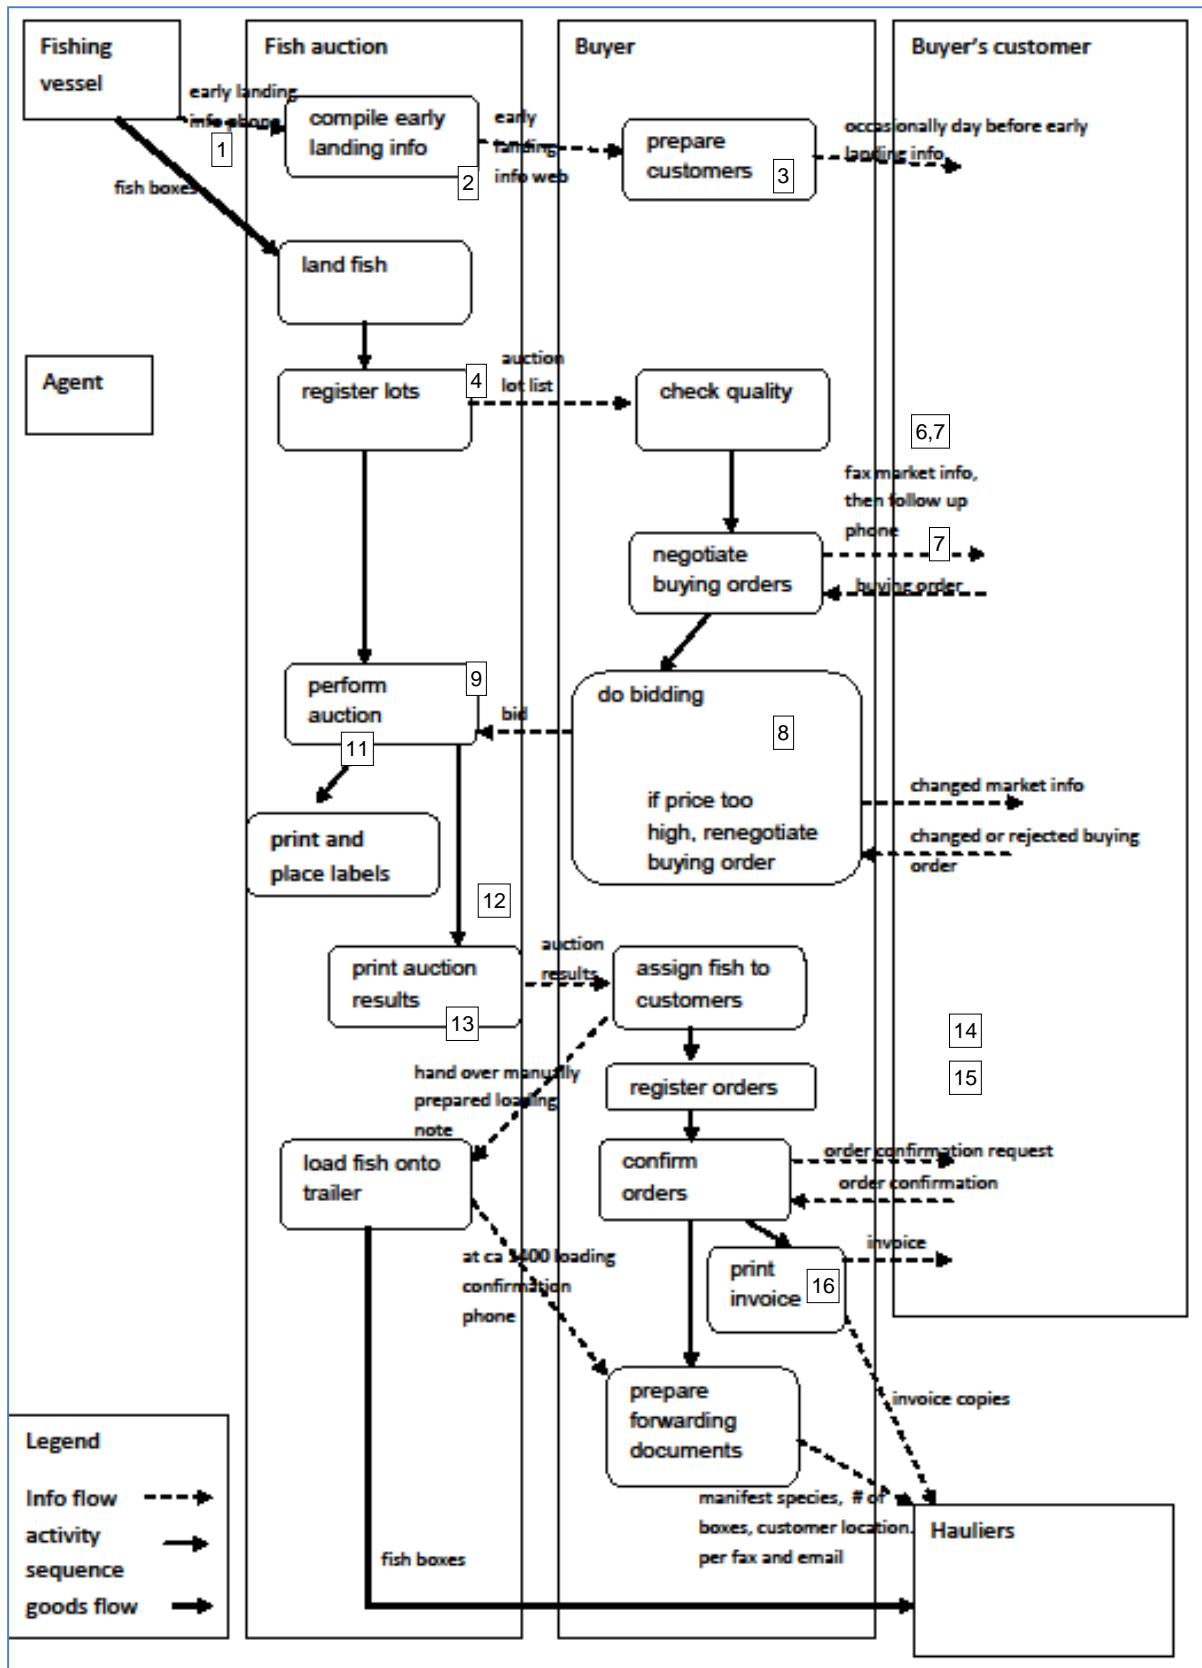 Fishing
vessel
Fish auction
Buyer
Buyer's customer
early landing
info phone
1
compile early
landing info
2
early
landing
info web
prepare
customers
3
occasionally day before early
landing info
fish boxes
land fish
Agent
register lots
4
auction
lot list
check quality
6,7
fax market info,
then follow up
phone
7
negotiate
buying orders
buying order
perform
auction
9
11
bid
do bidding
8
if price too
high, renegotiate
buying order
changed market info
changed or rejected buying
order
print and
place labels
12
print auction
results
13
auction
results
assign fish to
customers
14
15
hand over manually
prepared loading
note
register orders
load fish onto
trailer
confirm
orders
order confirmation request
order confirmation
at ca 1400 loading
confirmation
phone
print
invoice
16
invoice
prepare
forwarding
documents
invoice copies
manifest species, # of
boxes, customer location.
per fax and email
Hauliers
fish boxes
Legend
Info flow
activity
sequence
goods flow